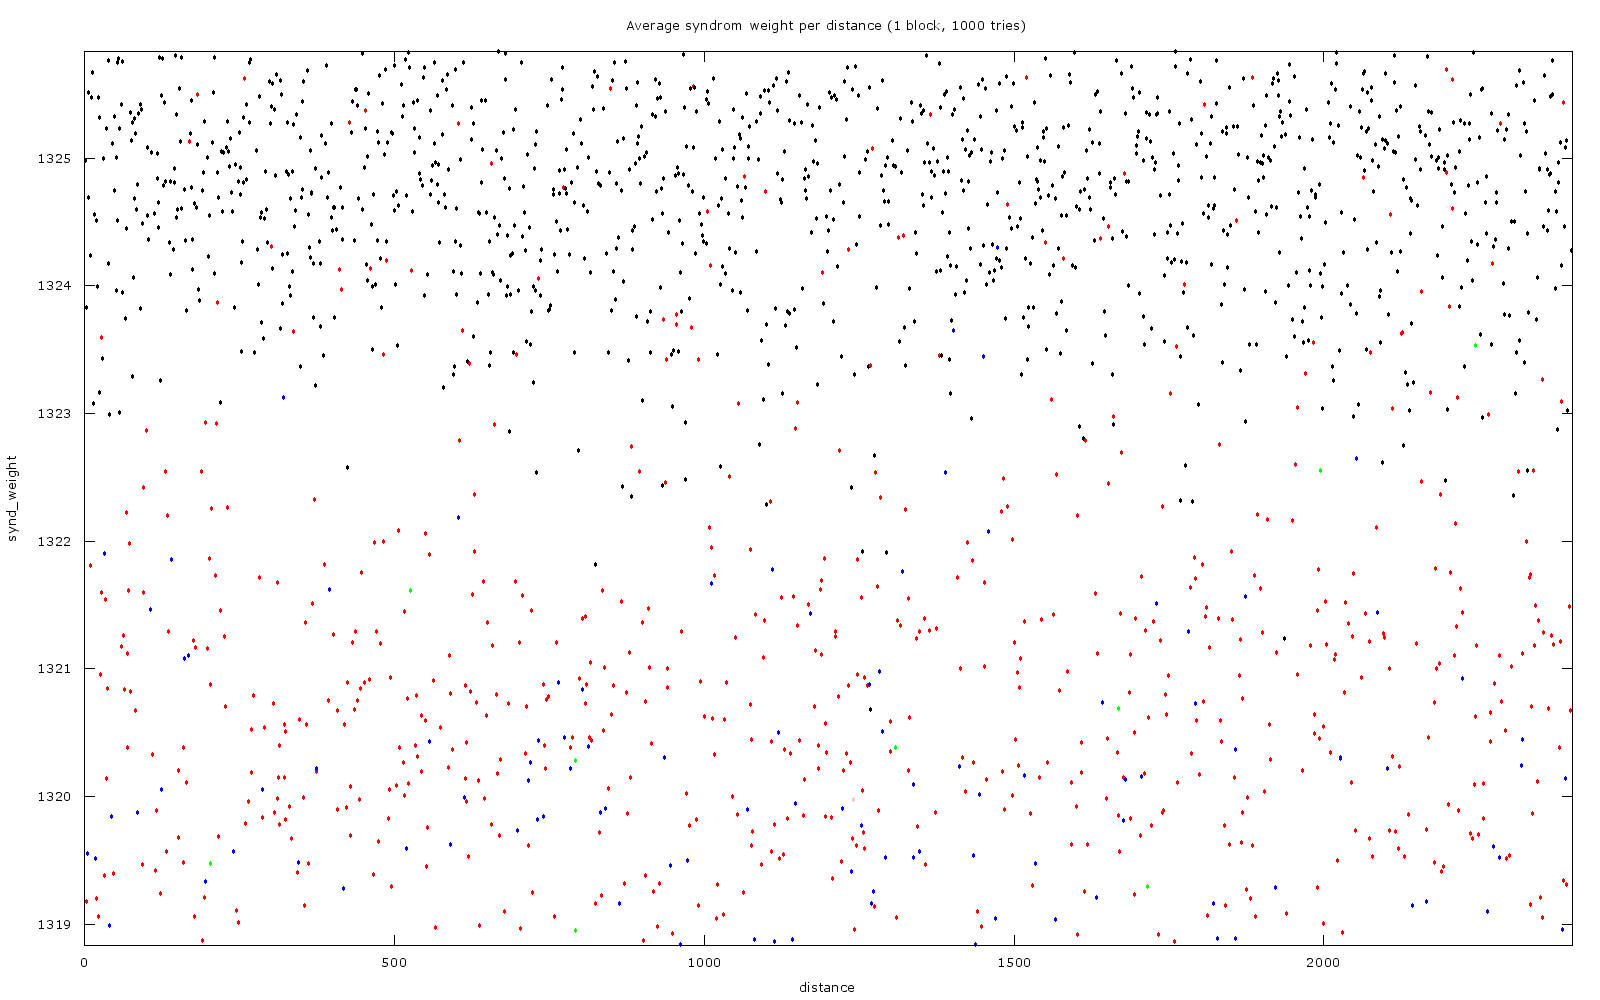 Average syndrom weight per distance (1 block, 1000 tries)
synd_weight
1325
1324
1323
1322
1321
1320
1319
0 500 1000 1500 2000
distance